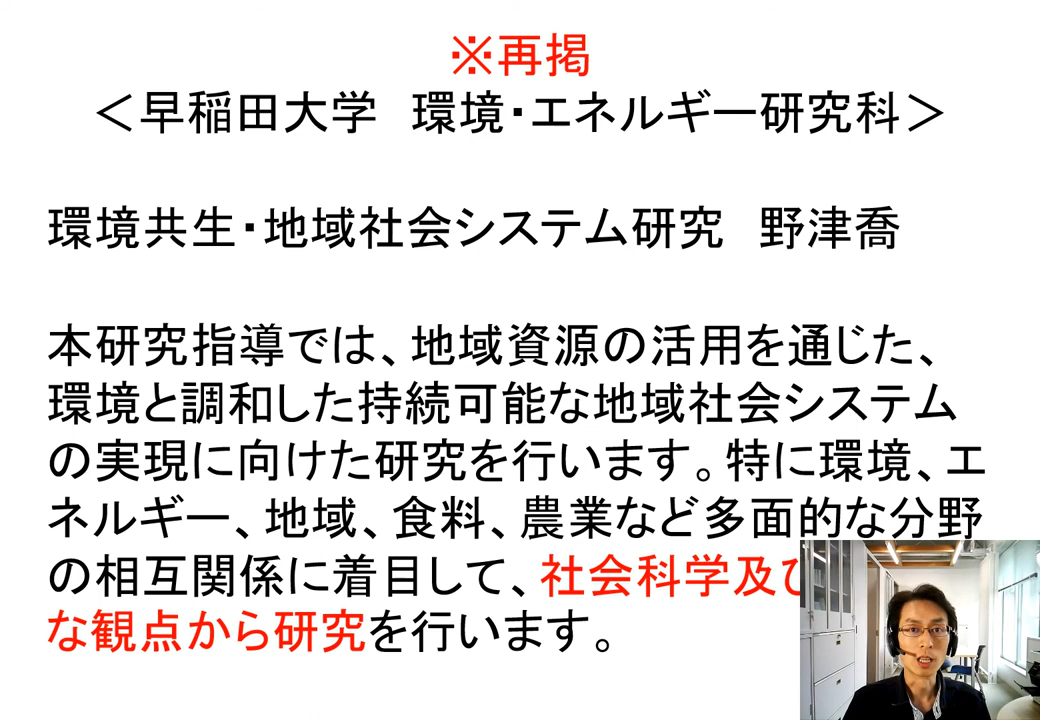 ※再掲
＜早稲田大学　環境・エネルギー研究科＞
環境共生・地域社会システム研究　野津喬
本研究指導では、地域資源の活用を通じた、
環境と調和した持続可能な地域社会システム
の実現に向けた研究を行います。特に環境、エ
ネルギー、地域、食料、農業など多面的な分野
の相互関係に着目して、社会科学及び
な観点から研究を行います。